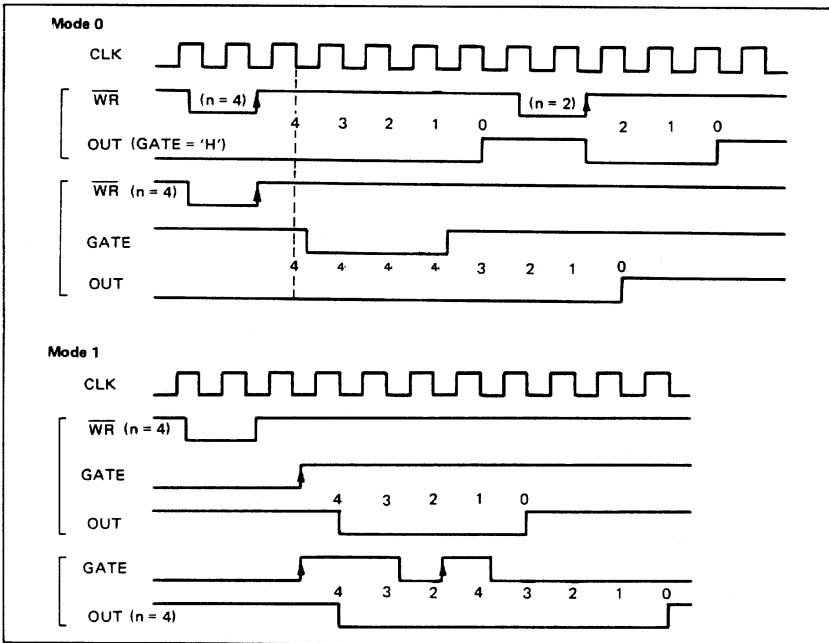 Mode 0
CLK
WR (n = 4) (n = 2)
4 3 2 1 0 2 1 0
OUT (GATE = 'H')
WR (n = 4)
GATE
4 4 4 4 3 2 1 0
OUT
Mode 1
CLK
WR (n = 4)
GATE
4 3 2 1 0
OUT
GATE
4 3 2 4 3 2 1 0
OUT (n = 4)